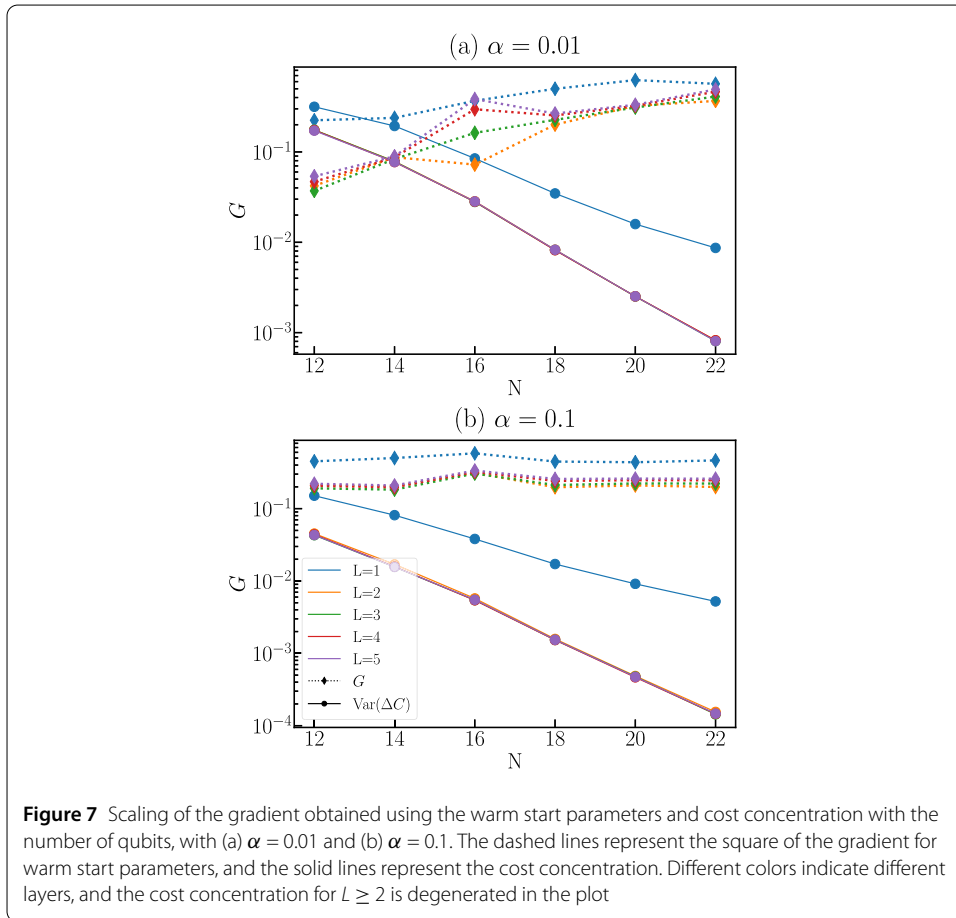 (a) α = 0.01
10⁻¹
10⁻²
10⁻³
G
12 14 16 18 20 22
N
(b) α = 0.1
10⁻¹
10⁻²
10⁻³
10⁻⁴
G
L=1
L=2
L=3
L=4
L=5
G
Var(ΔC)
12 14 16 18 20 22
N
Figure 7 Scaling of the gradient obtained using the warm start parameters and cost concentration with the
number of qubits, with (a) α = 0.01 and (b) α = 0.1. The dashed lines represent the square of the gradient for
warm start parameters, and the solid lines represent the cost concentration. Different colors indicate different
layers, and the cost concentration for L ≥ 2 is degenerated in the plot